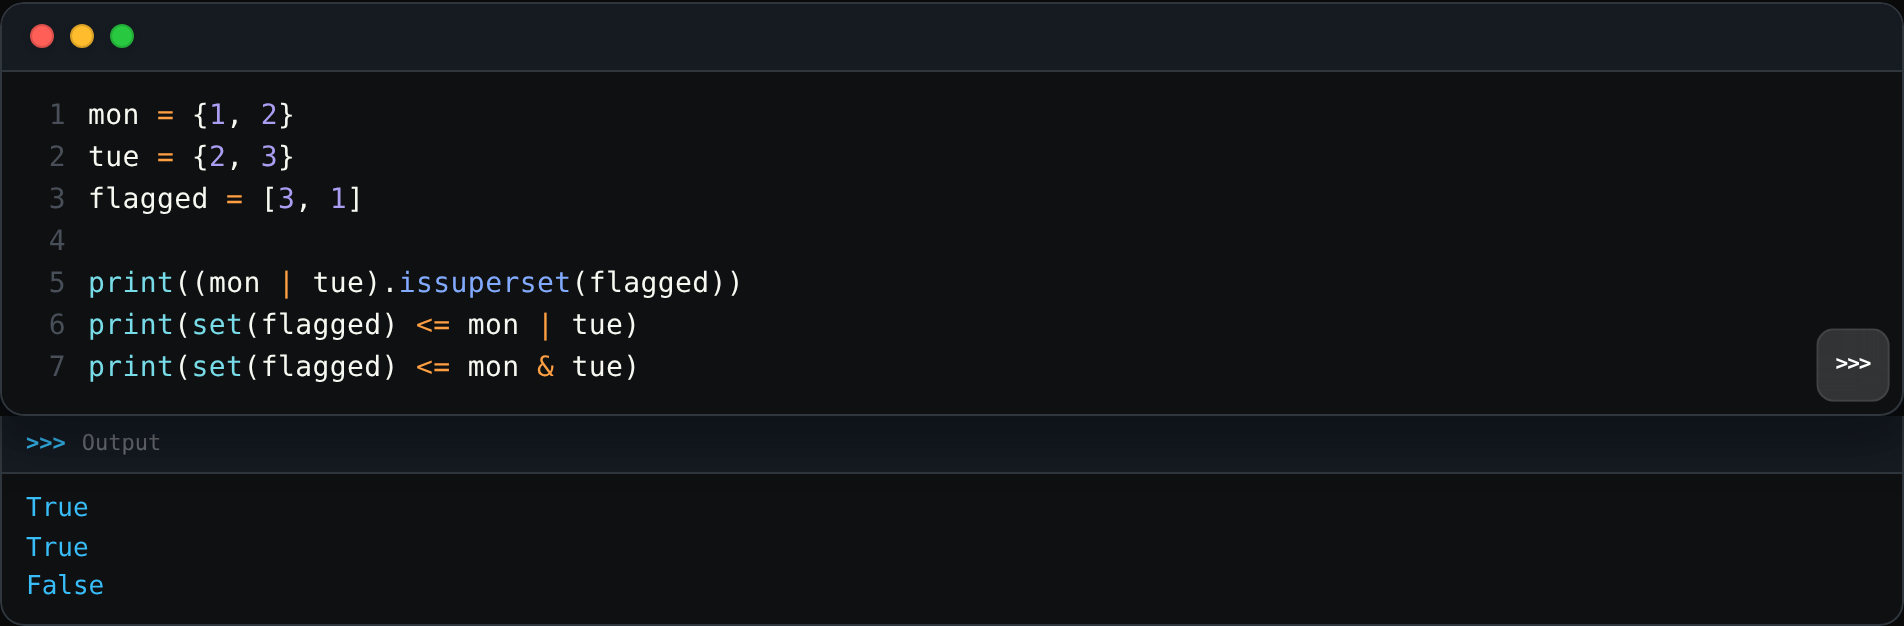 1 mon = {1, 2}
2 tue = {2, 3}
3 flagged = [3, 1]
4
5 print((mon | tue).issuperset(flagged))
6 print(set(flagged) <= mon | tue)
7 print(set(flagged) <= mon & tue)
>>>
>>> Output
True
True
False